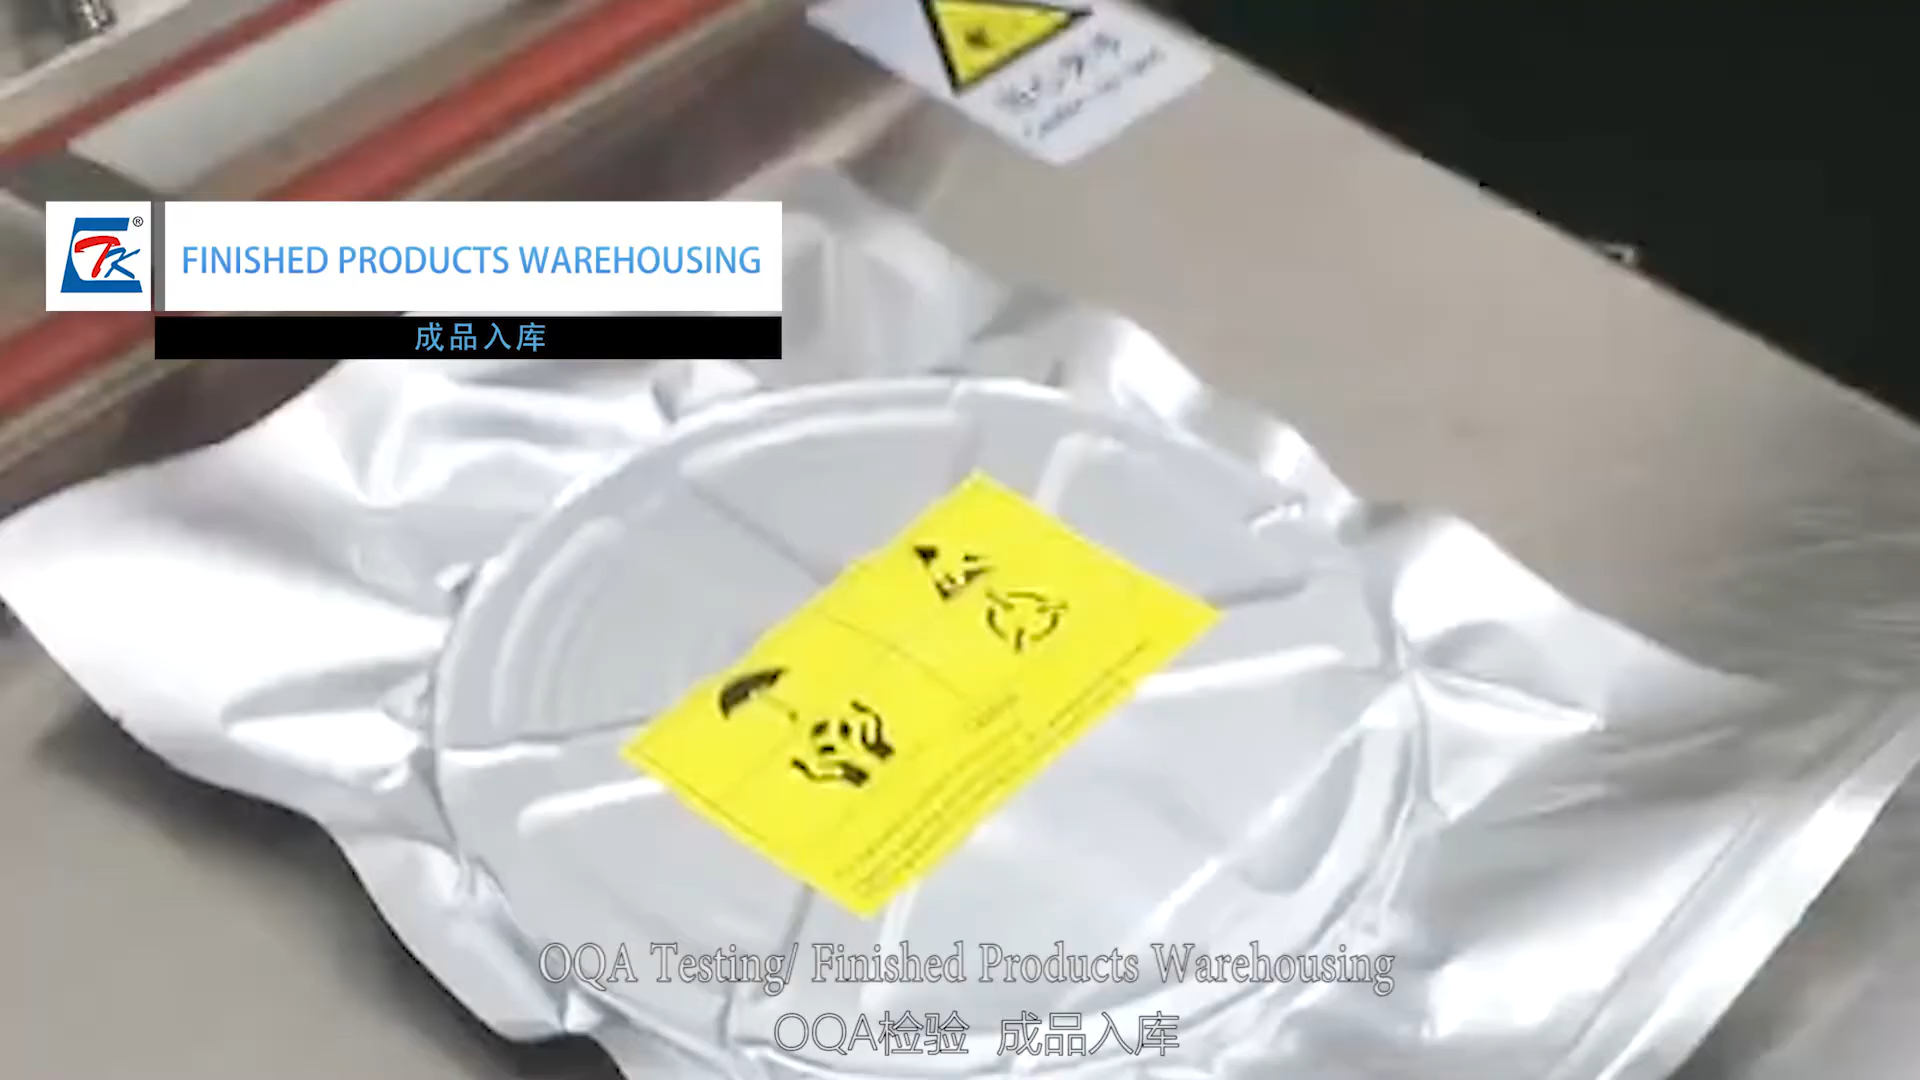 TK®
FINISHED PRODUCTS WAREHOUSING
成品入库
OQA Testing/ Finished Products Warehousing
OQA检验 成品入库